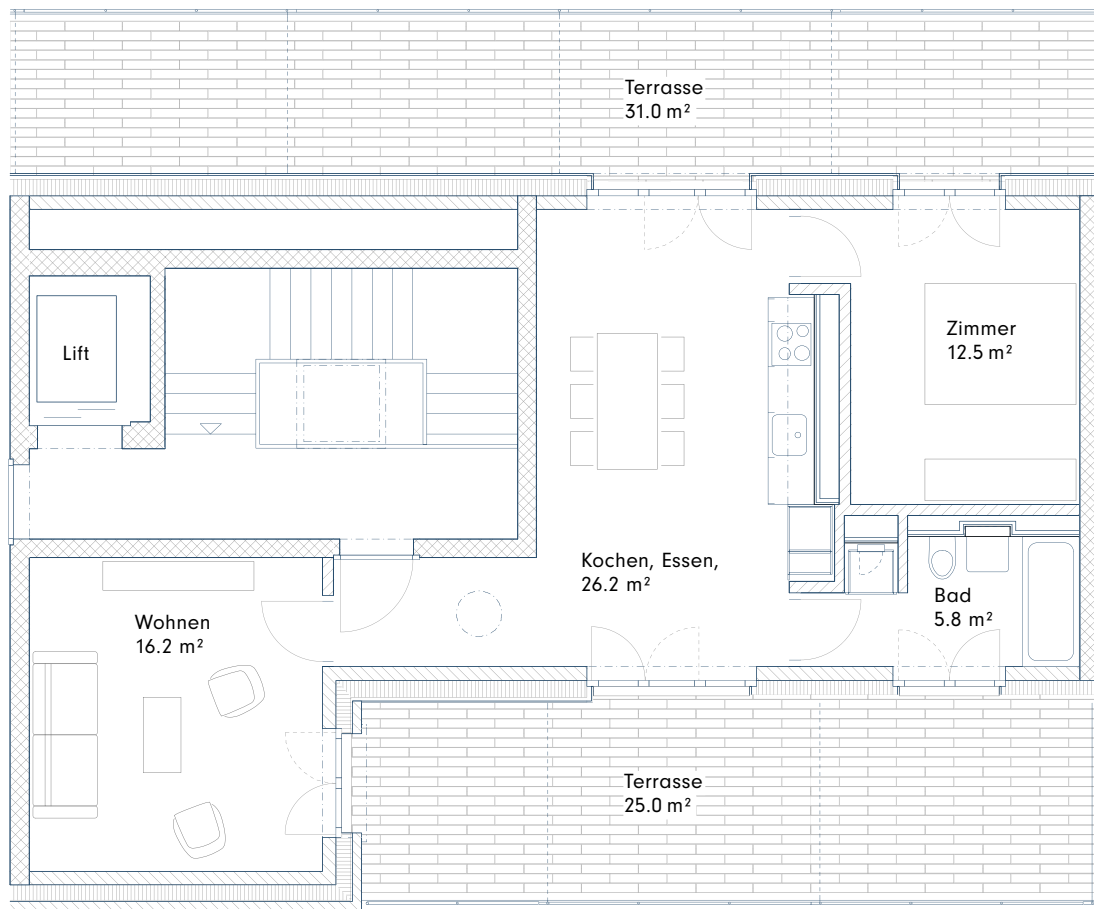 Terrasse
31.0 m²
Lift
Zimmer
12.5 m²
Kochen, Essen,
26.2 m²
Bad
5.8 m²
Wohnen
16.2 m²
Terrasse
25.0 m²